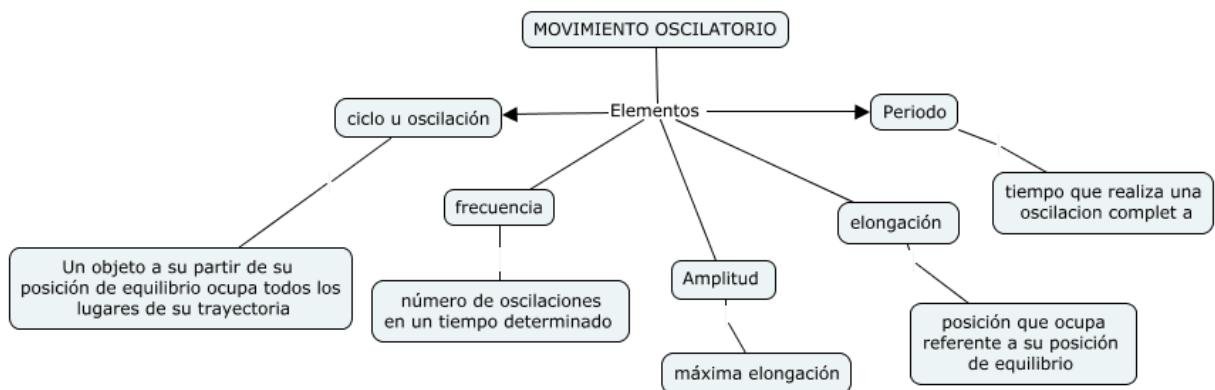 MOVIMIENTO OSCILATORIO
Elementos
ciclo u oscilación
Periodo
frecuencia
elongación
tiempo que realiza una
oscilacion complet a
Un objeto a su partir de su
posición de equilibrio ocupa todos los
lugares de su trayectoria
número de oscilaciones
en un tiempo determinado
Amplitud
posición que ocupa
referente a su posición
de equilibrio
máxima elongación